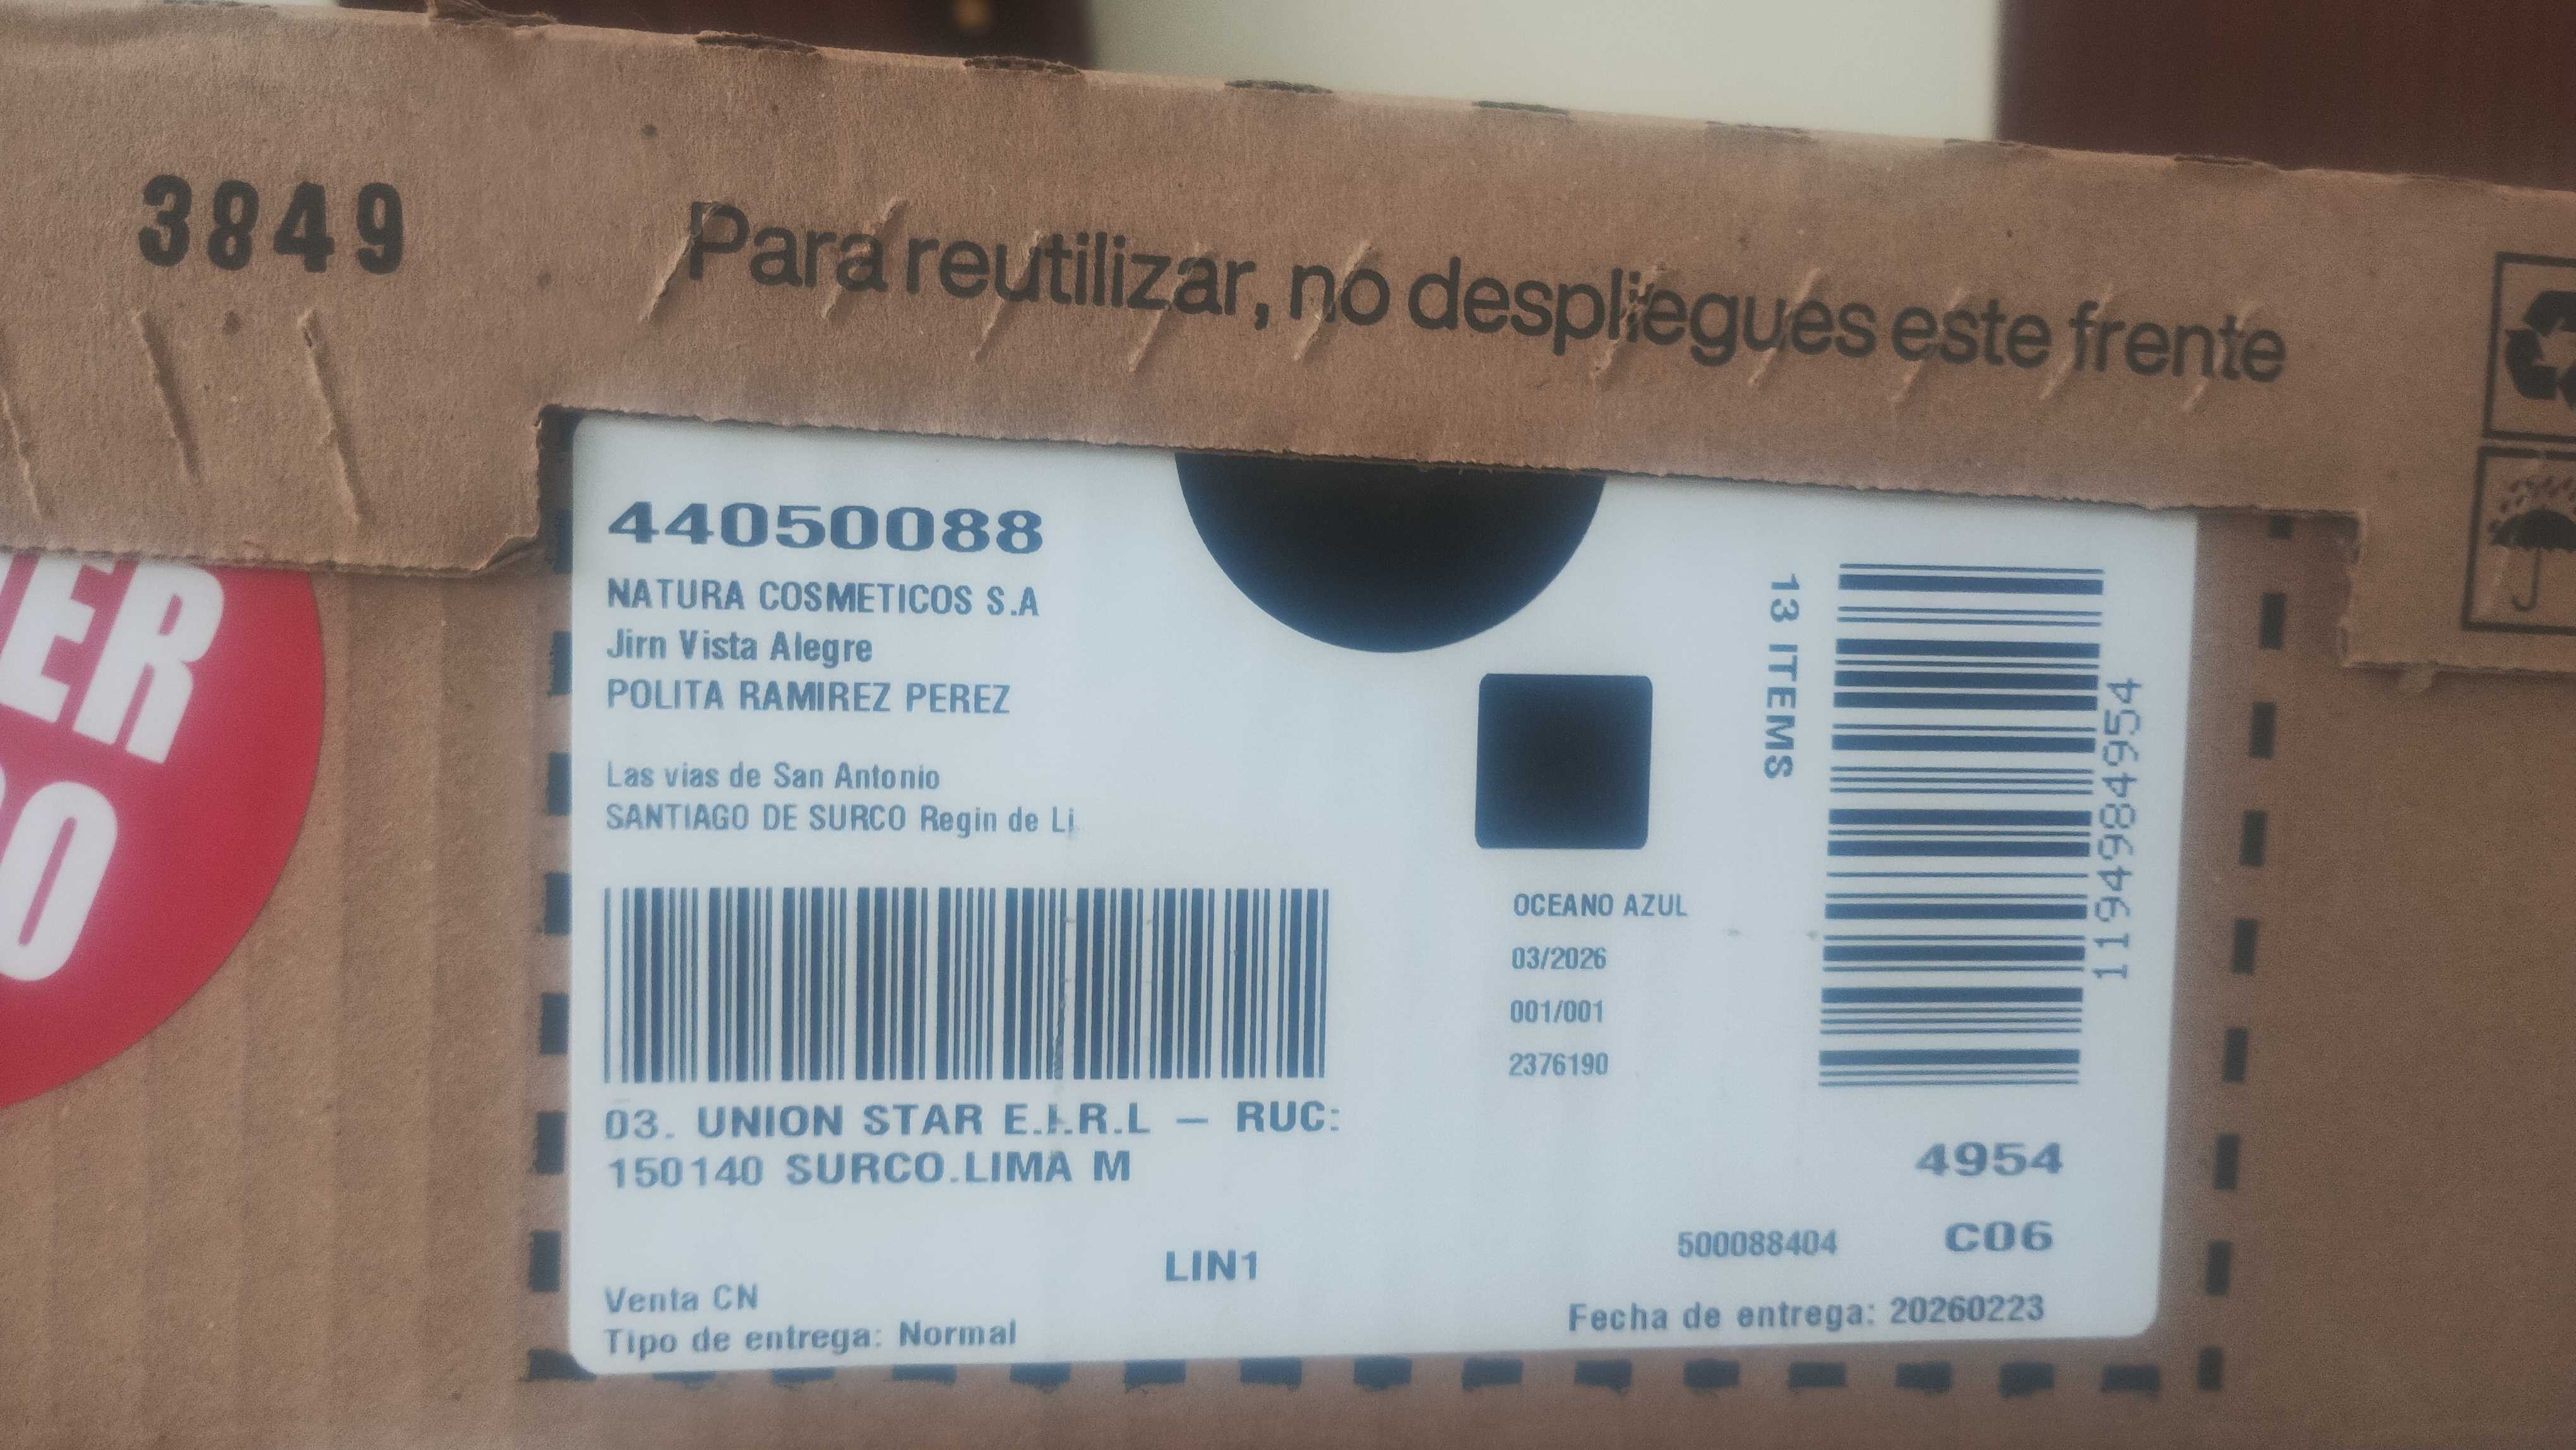 3849
Para reutilizar, no despliegues este frente
ER
O
44050088
NATURA COSMETICOS S.A
Jirn Vista Alegre
POLITA RAMIREZ PEREZ
Las vias de San Antonio
SANTIAGO DE SURCO Regin de Li
13 ITEMS
11949849 54
OCEANO AZUL
03/2026
001/001
2376190
03. UNION STAR E.I.R.L – RUC:
150140 SURCO.LIMA M
4954
500088404 C06
LIN1
Venta CN
Tipo de entrega: Normal
Fecha de entrega: 20260223